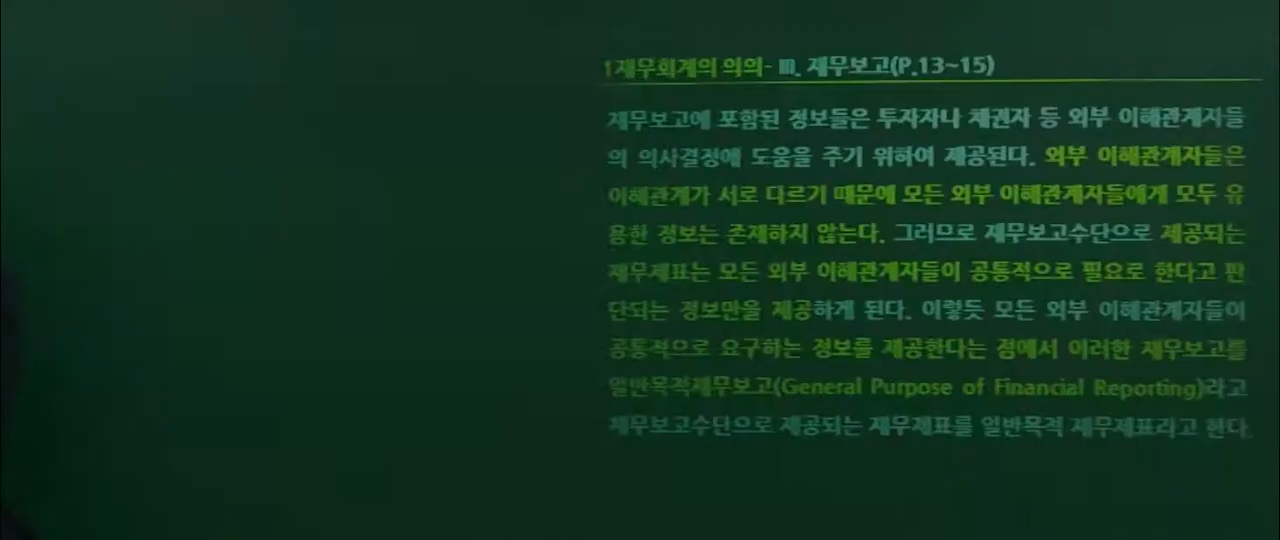 1재무회계의 의의- Ⅲ. 재무보고(P.13~15)
재무보고에 포함된 정보들은 투자자나 채권자 등 외부 이해관계자들
의 의사결정에 도움을 주기 위하여 제공된다. 외부 이해관계자들은
이해관계가 서로 다르기 때문에 모든 외부 이해관계자들에게 모두 유
용한 정보는 존재하지 않는다. 그러므로 재무보고수단으로 제공되는
재무제표는 모든 외부 이해관계자들이 공통적으로 필요로 한다고 판
단되는 정보만을 제공하게 된다. 이렇듯 모든 외부 이해관계자들이
공통적으로 요구하는 정보를 제공한다는 점에서 이러한 재무보고를
일반목적재무보고(General Purpose of Financial Reporting)라고
재무보고수단으로 제공되는 재무제표를 일반목적 재무제표라고 한다.